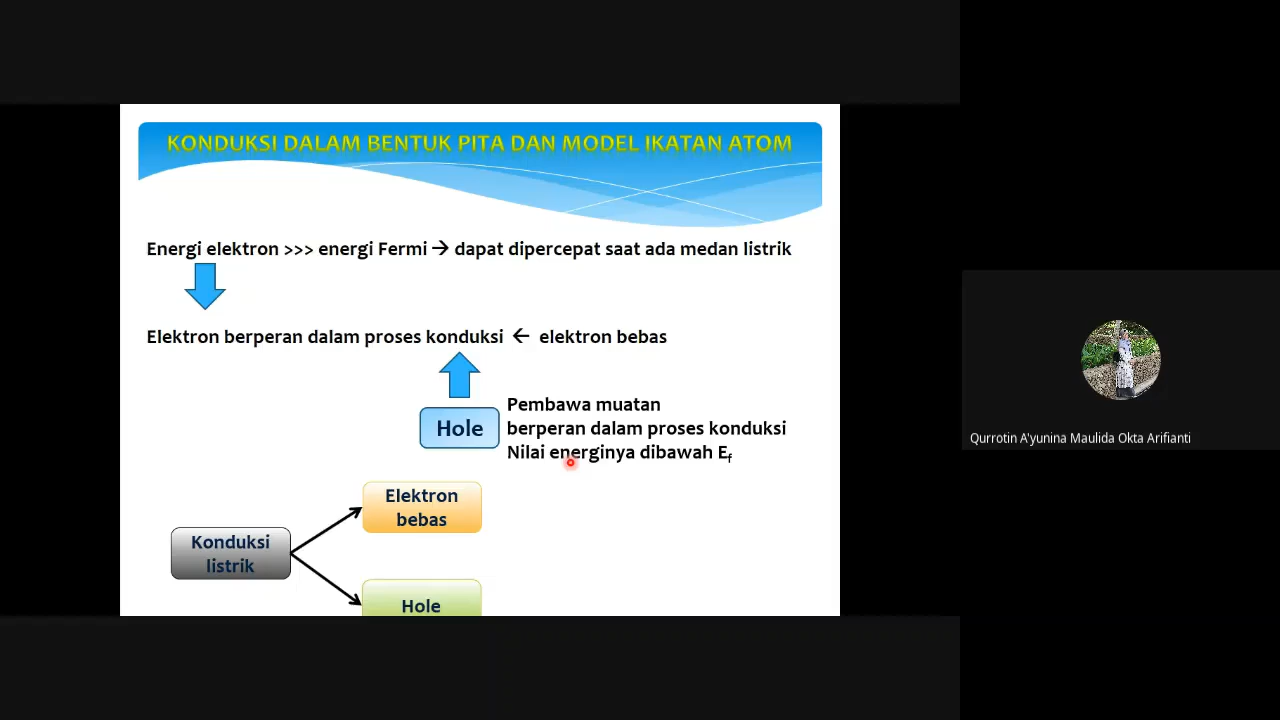 KONDUKSI DALAM BENTUK PITA DAN MODEL IKATAN ATOM
Energi elektron >>> energi Fermi → dapat dipercepat saat ada medan listrik
Elektron berperan dalam proses konduksi ← elektron bebas
Hole
Pembawa muatan
berperan dalam proses konduksi
Nilai energinya dibawah Ef
Elektron
bebas
Konduksi
listrik
Hole
Qurrotin A'yunina Maulida Okta Arifianti